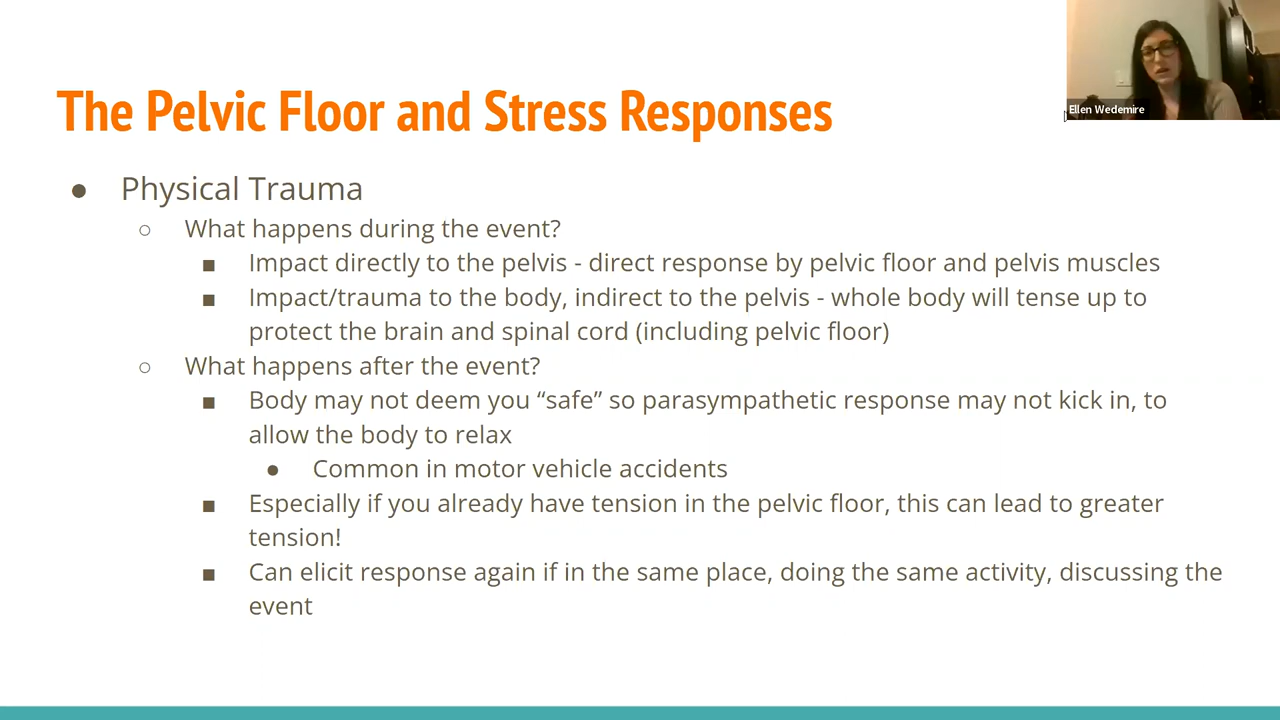 Ellen Wedemire
The Pelvic Floor and Stress Responses
● Physical Trauma
○ What happens during the event?
■ Impact directly to the pelvis - direct response by pelvic floor and pelvis muscles
■ Impact/trauma to the body, indirect to the pelvis - whole body will tense up to
protect the brain and spinal cord (including pelvic floor)
○ What happens after the event?
■ Body may not deem you “safe” so parasympathetic response may not kick in, to
allow the body to relax
● Common in motor vehicle accidents
■ Especially if you already have tension in the pelvic floor, this can lead to greater
tension!
■ Can elicit response again if in the same place, doing the same activity, discussing the
event